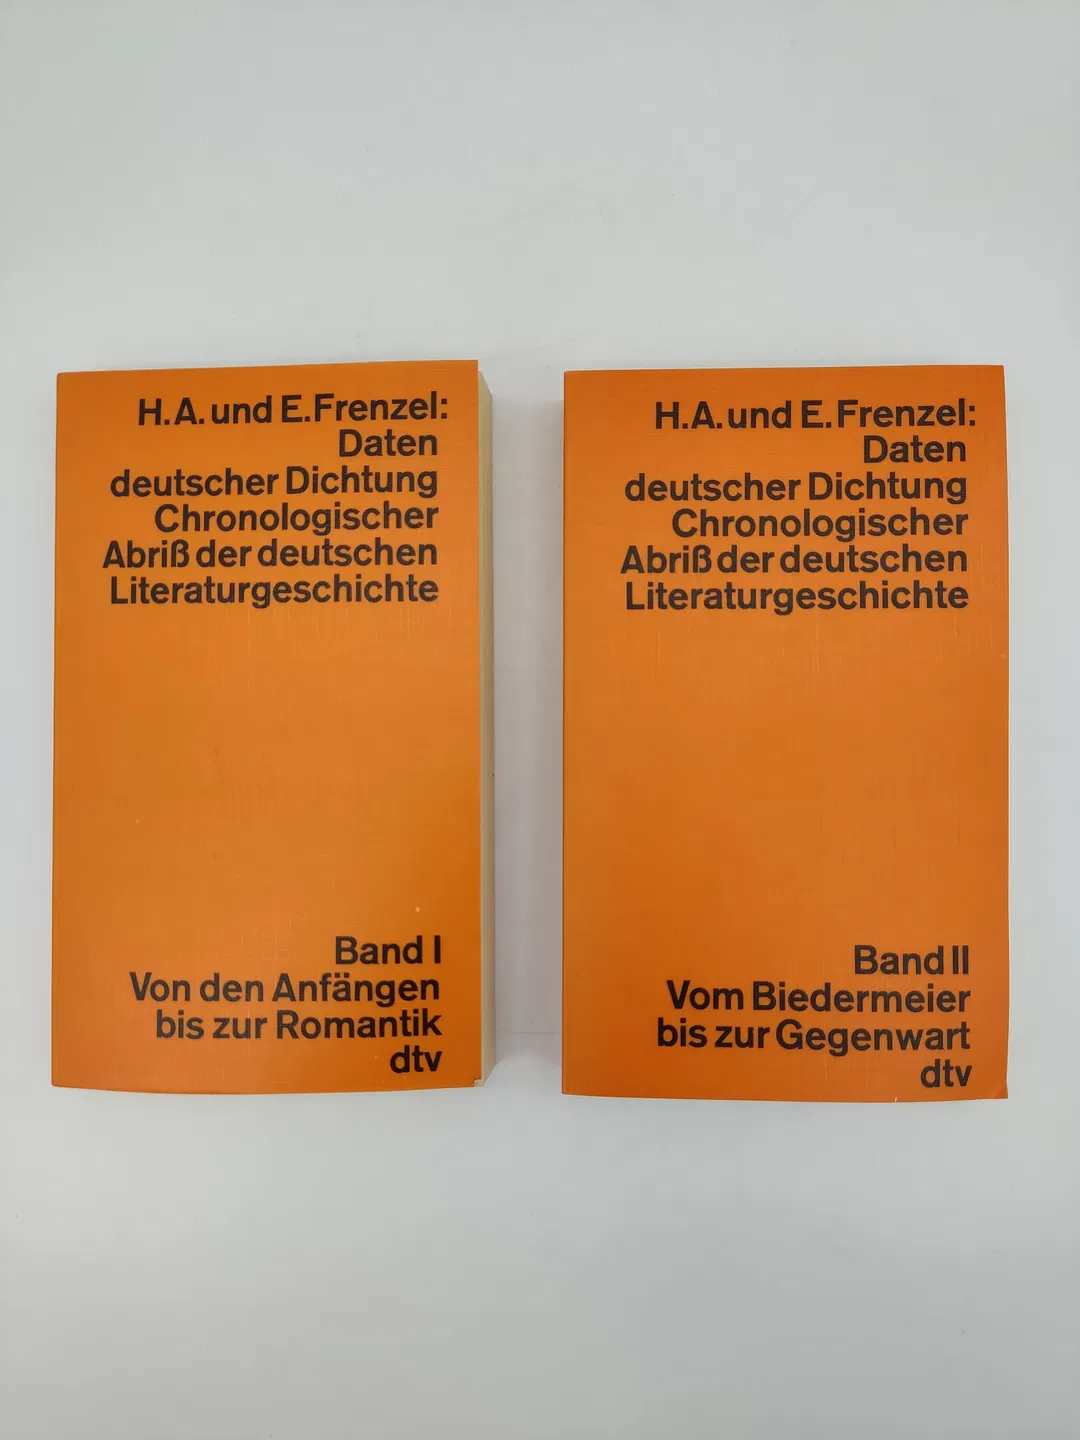 H.A. und E. Frenzel:
Daten
deutscher Dichtung
Chronologischer
Abriß der deutschen
Literaturgeschichte
Band I
Von den Anfängen
bis zur Romantik
dtv
H.A. und E. Frenzel:
Daten
deutscher Dichtung
Chronologischer
Abriß der deutschen
Literaturgeschichte
Band II
Vom Biedermeier
bis zur Gegenwart
dtv